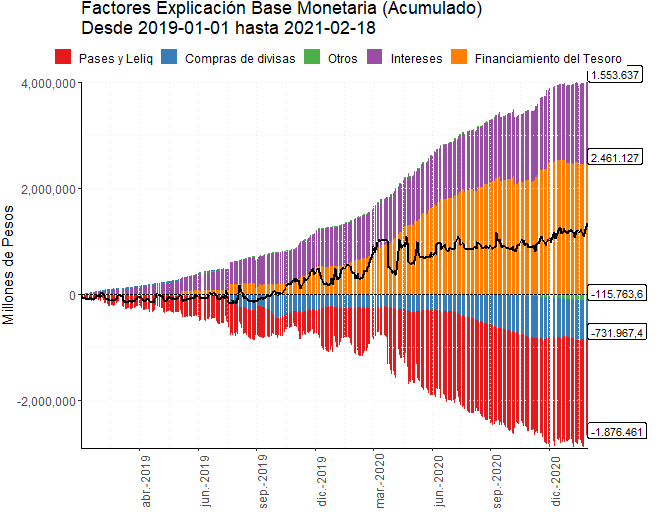 Factores Explicación Base Monetaria (Acumulado)
Desde 2019-01-01 hasta 2021-02-18
Pases y Leliq Compras de divisas Otros Intereses Financiamiento del Tesoro
Millones de Pesos
4,000,000
2,000,000
0
-2,000,000
1.553.637
2.461.127
-115.763,6
-731.967,4
-1.876.461
abr.-2019
jun.-2019
sep.-2019
dic.-2019
mar.-2020
jun.-2020
sep.-2020
dic.-2020